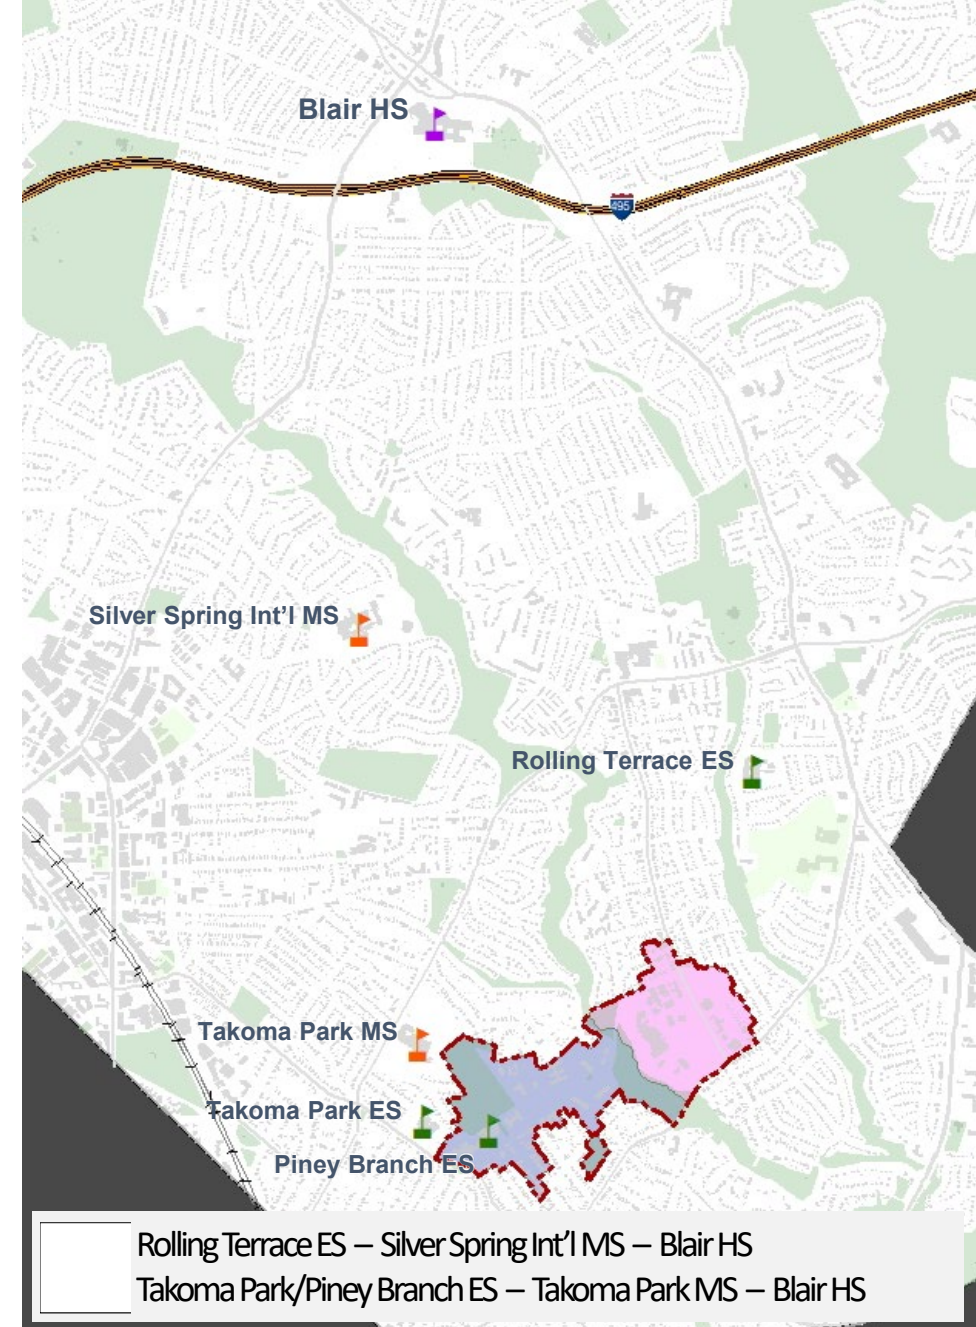 Blair HS
495
Silver Spring Int’l MS
Rolling Terrace ES
Takoma Park MS
Takoma Park ES
Piney Branch ES
Rolling Terrace ES – Silver Spring Int’l MS – Blair HS
Takoma Park/Piney Branch ES – Takoma Park MS – Blair HS